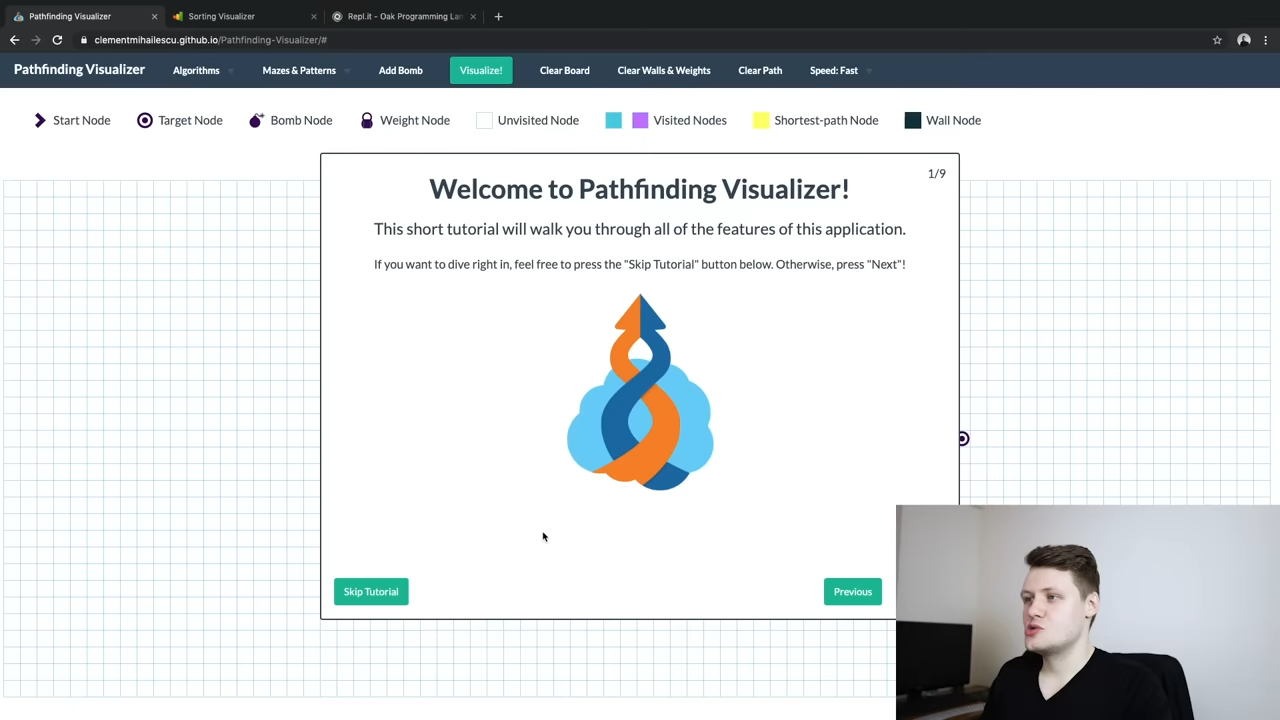 Pathfinding Visualizer
Sorting Visualizer
Repl.it - Oak Programming Lan
clementmihailescu.github.io/Pathfinding-Visualizer/#
Pathfinding Visualizer
Algorithms
Mazes & Patterns
Add Bomb
Visualize!
Clear Board
Clear Walls & Weights
Clear Path
Speed: Fast
Start Node
Target Node
Bomb Node
Weight Node
Unvisited Node
Visited Nodes
Shortest-path Node
Wall Node
1/9
Welcome to Pathfinding Visualizer!
This short tutorial will walk you through all of the features of this application.
If you want to dive right in, feel free to press the "Skip Tutorial" button below. Otherwise, press "Next"!
Skip Tutorial
Previous